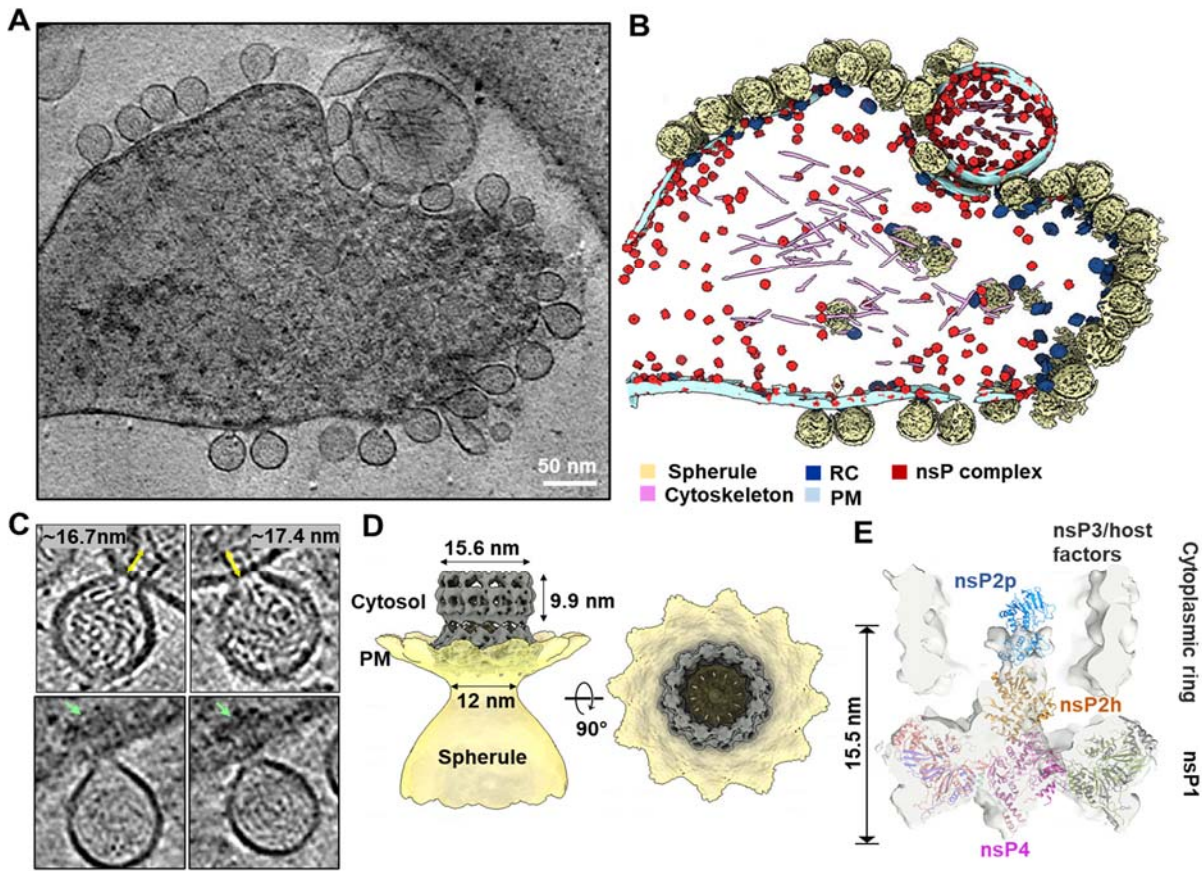 A
B
50 nm
Spherule
RC
nsP complex
Cytoskeleton
PM
C
~16.7nm
~17.4 nm
D
15.6 nm
Cytosol
9.9 nm
PM
12 nm
90°
Spherule
E
nsP3/host
factors
nsP2p
nsP2h
15.5 nm
nsP4
Cytoplasmic ring
nsP1